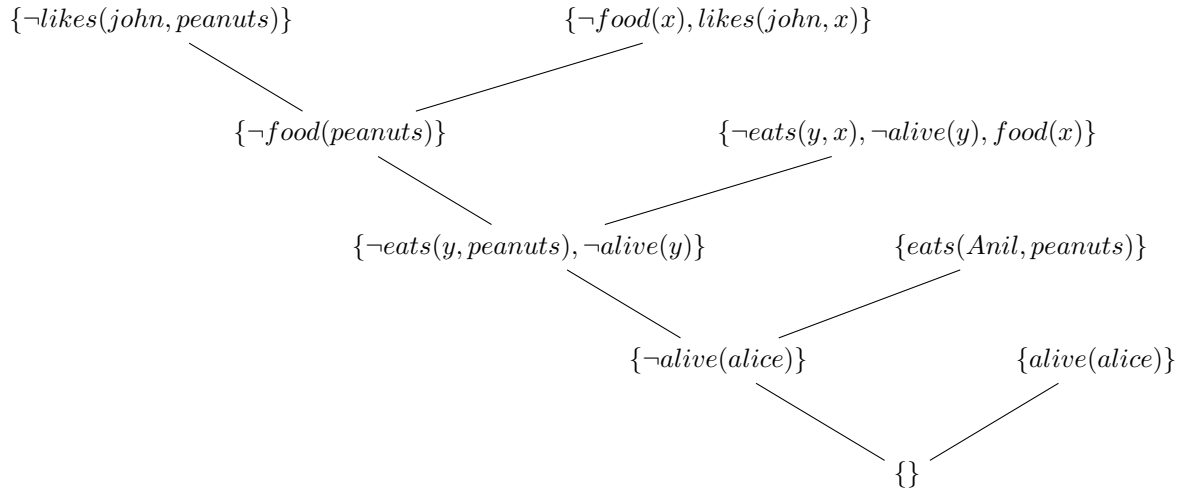 {¬likes(john, peanuts)} {¬food(x), likes(john, x)}
{¬food(peanuts)} {¬eats(y, x), ¬alive(y), food(x)}
{¬eats(y, peanuts), ¬alive(y)} {eats(Anil, peanuts)}
{¬alive(alice)} {alive(alice)}
{}